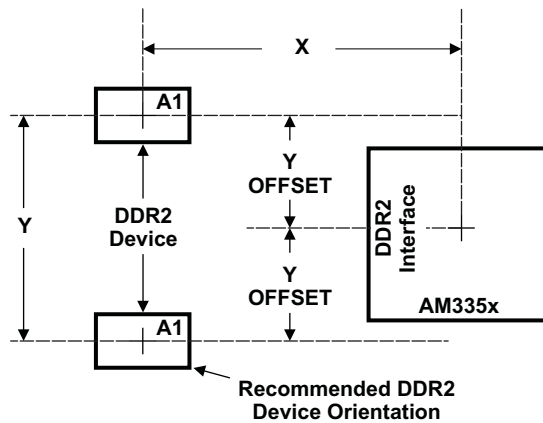 X
A1
Y
OFFSET
DDR2
Device
Y
DDR2
Interface
Y
OFFSET
AM335x
A1
Recommended DDR2
Device Orientation